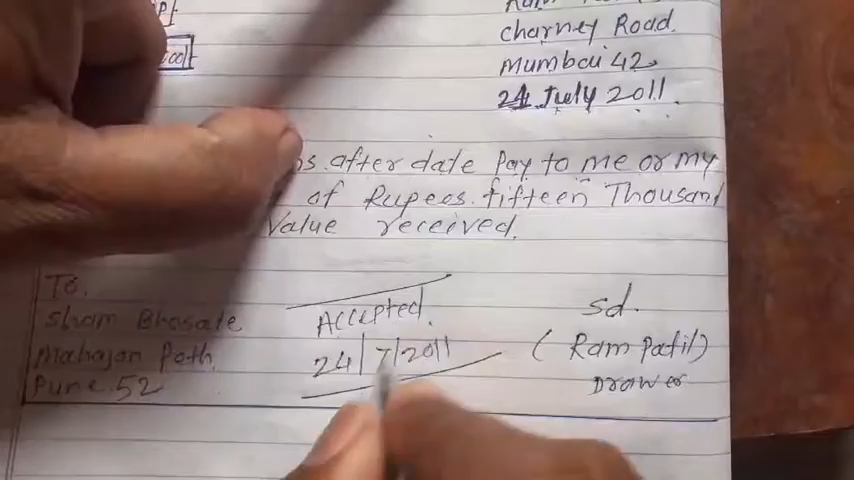 charney Road.
Mumbai 42
24 July 2011.
after date Pay to me or my
of Rupees fifteen Thousand
Value received.
To.
Sham Bhosale
Mahajan Path
Pune. 52
Accepted.
24/7/2011
sd.
(Ram Patil)
Drawer